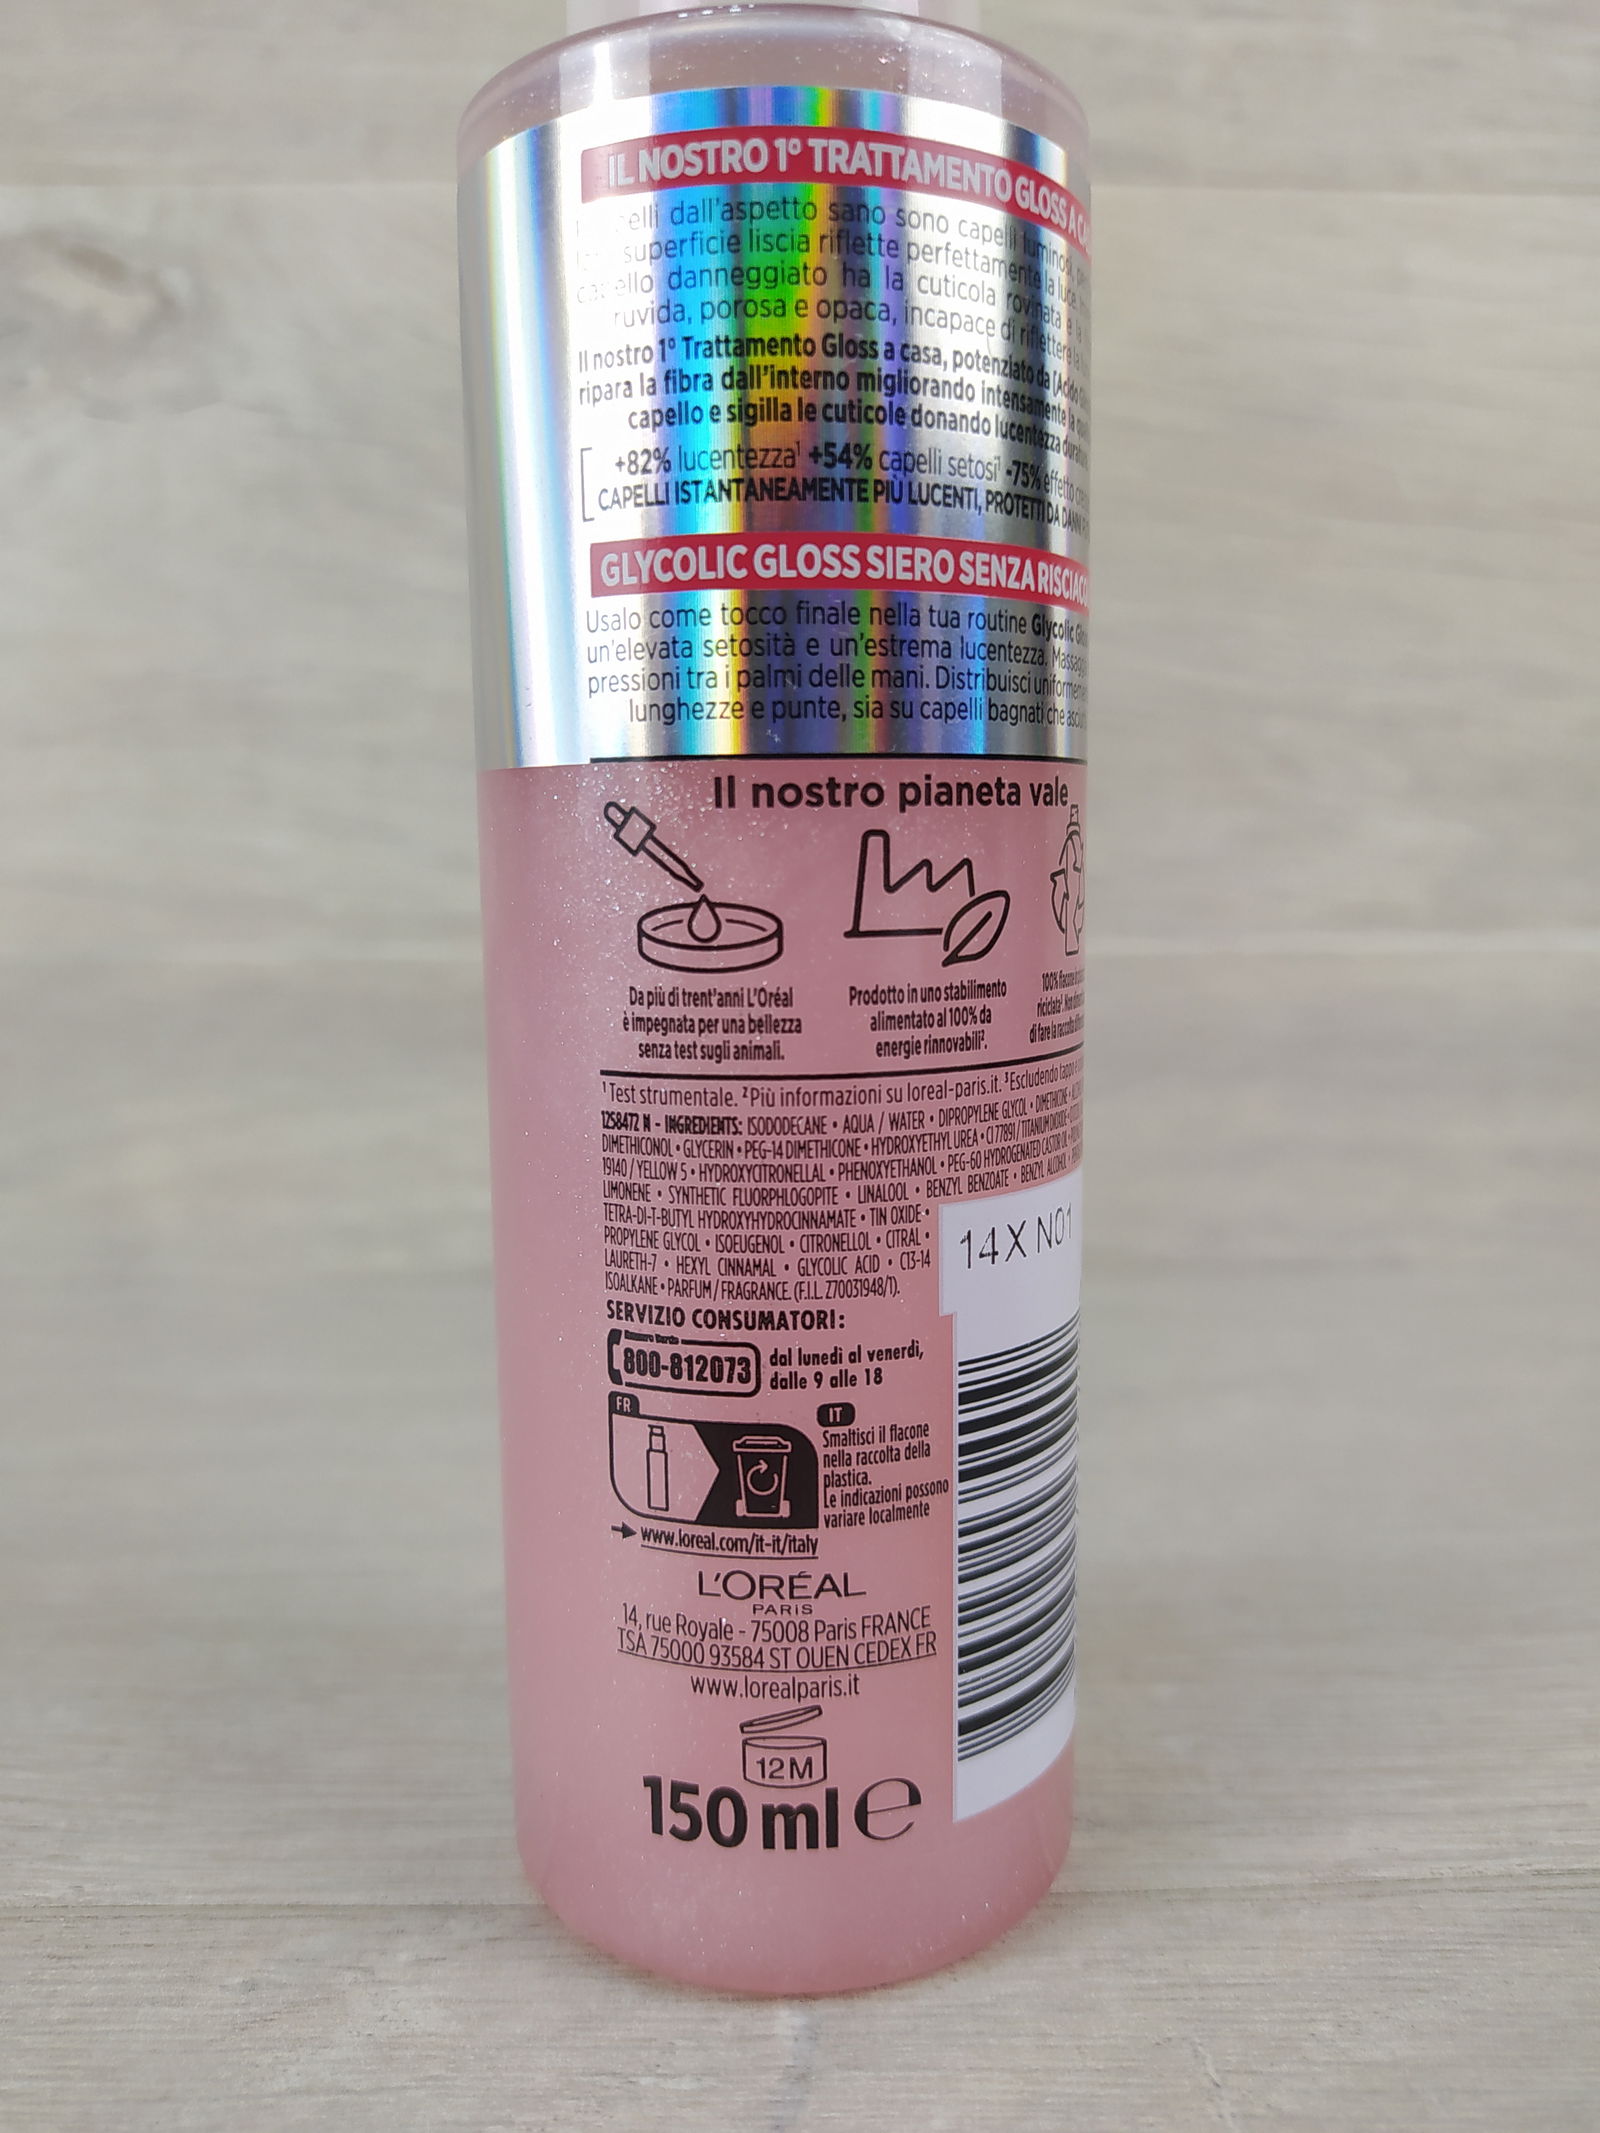 IL NOSTRO 1° TRATTAMENTO GLOSS A
dall'aspetto sano sono capelli luminosi,
superficie liscia riflette perfettamente la luce.
danneggiato ha la cuticola rovinata e la
ruvida, porosa e opaca, incapace di riflettere la
Il nostro 1° Trattamento Gloss a casa, potenziato da
ripara la fibra dall'interno migliorando intensamente la
capello e sigilla le cuticole donando lucentezza
+82% lucentezza¹ +54% capelli setosi¹ -75% effetto
CAPELLI ISTANTANEAMENTE PIÙ LUCENTI, PROTETTI DA DANNI
GLYCOLIC GLOSS SIERO SENZA
Usalo come tocco finale nella tua routine Glycolic
un'elevata setosità e un'estrema lucentezza.
pressioni tra i palmi delle mani. Distribuisci
lunghezze e punte, sia su capelli bagnati che
Il nostro pianeta vale
Da più di trent'anni L'Oréal
è impegnata per una bellezza
senza test sugli animali.
Prodotto in uno stabilimento
alimentato al 100% da
energie rinnovabili².
100%
di fare la raccolta
¹Test strumentale. ²Più informazioni su loreal-paris.it. ³Escludendo tappo
1258472 N - INGREDIENTS: ISODODECANE • AQUA / WATER • DIPROPYLENE GLYCOL • DIMETHICONE •
DIMETHICONOL • GLYCERIN • PEG-14 DIMETHICONE • HYDROXYETHYL UREA • CI 77891 / TITANIUM DIOXIDE •
19140 / YELLOW 5 • HYDROXYCITRONELLAL • PHENOXYETHANOL • PEG-60 HYDROGENATED CASTOR OIL •
LIMONENE • SYNTHETIC FLUORPHLOGOPITE • LINALOOL • BENZYL BENZOATE • BENZYL ALCOHOL •
TETRA-DI-T-BUTYL HYDROXYHYDROCINNAMATE • TIN OXIDE •
PROPYLENE GLYCOL • ISOEUGENOL • CITRONELLOL • CITRAL •
LAURETH-7 • HEXYL CINNAMAL • GLYCOLIC ACID • C13-14
ISOALKANE • PARFUM / FRAGRANCE. (F.I.L. Z70031948/1).
14X N01
SERVIZIO CONSUMATORI:
Numero Verde
800-812073
dal lunedì al venerdì,
dalle 9 alle 18
FR
IT
Smaltisci il flacone
nella raccolta della
plastica.
Le indicazioni possono
variare localmente
www.loreal.com/it-it/italy
L'ORÉAL
PARIS
14, rue Royale - 75008 Paris FRANCE
TSA 75000 93584 ST OUEN CEDEX FR
www.lorealparis.it
12M
150 ml e